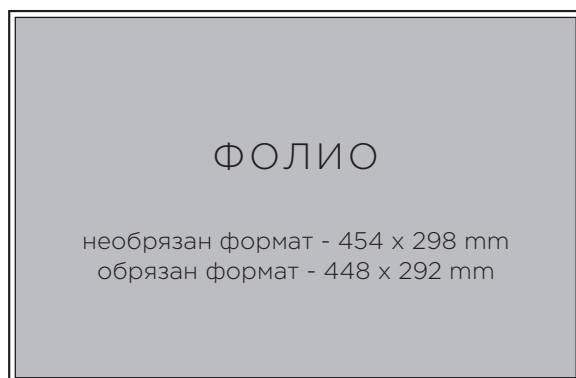 ФОЛИО
необрязан формат - 454 x 298 mm
обрязан формат - 448 x 292 mm